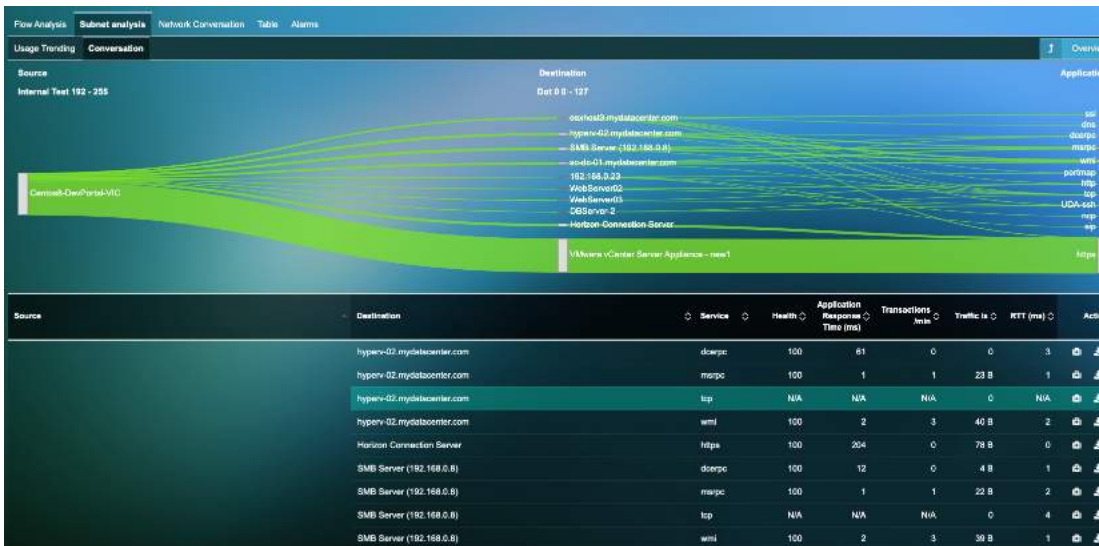 Flow Analysis Subnet analysis Network Conversation Table Alarms
Usage Trending Conversation Overvie
Source Destination Applicati
Internal Test 192 - 255 Dot 0 0 - 127
esxhost3.mydatacenter.com
hyperv-02.mydatacenter.com
SMB Server (192.168.0.8)
sc-dc-01.mydatacenter.com
192.168.0.23
WebServer02
WebServer03
DBServer-2
Horizon Connection Server
Centos8-DevPortal-VIC
VMware vCenter Server Appliance - new1
ssl
dns
dcerpc
msrpc
wmi
portmap
http
tcp
UDA-ssh
sip
https
Source Destination Service Health Application Response Time (ms) Transactions /min Traffic is RTT (ms) Acti
hyperv-02.mydatacenter.com dcerpc 100 61 0 0 3
hyperv-02.mydatacenter.com msrpc 100 1 1 23 B 1
hyperv-02.mydatacenter.com tcp N/A N/A N/A 0 N/A
hyperv-02.mydatacenter.com wmi 100 2 3 40 B 2
Horizon Connection Server https 100 204 0 78 B 0
SMB Server (192.168.0.8) dcerpc 100 12 0 4 B 1
SMB Server (192.168.0.8) msrpc 100 1 1 22 B 2
SMB Server (192.168.0.8) tcp N/A N/A N/A 0 4
SMB Server (192.168.0.8) wmi 100 2 3 39 B 1